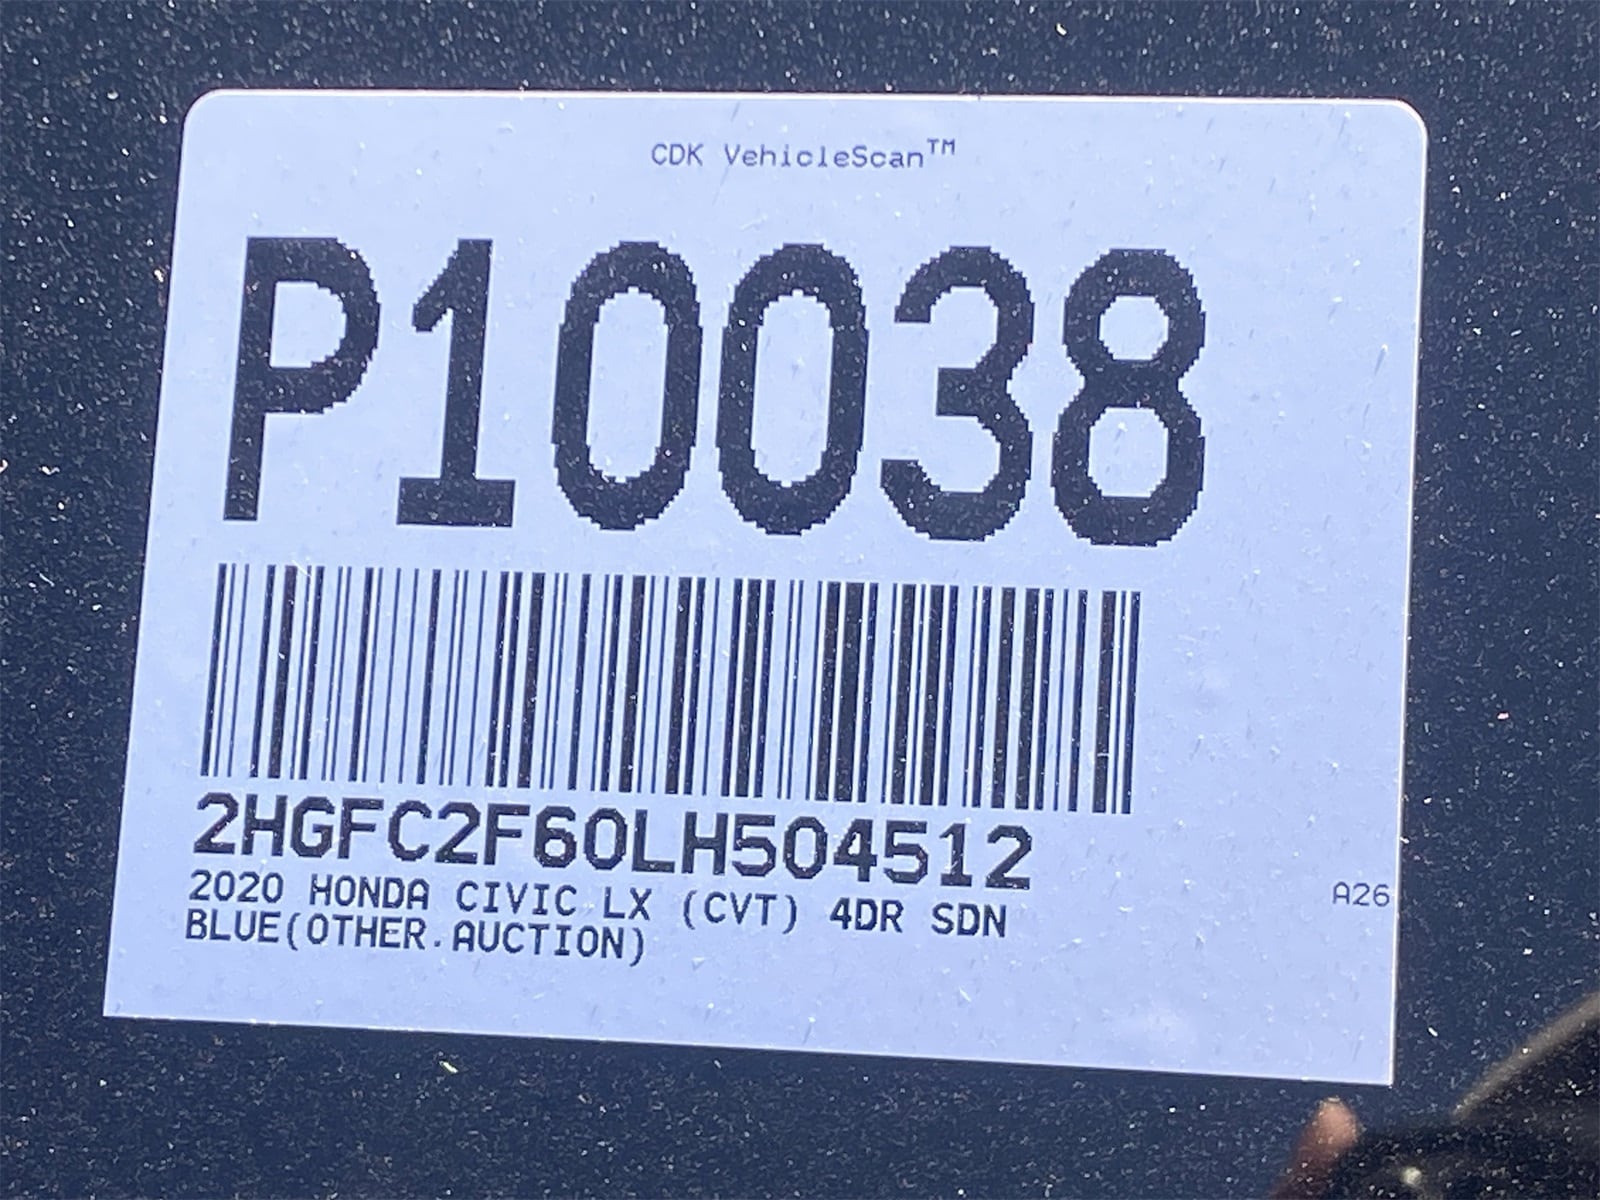 CDK VehicleScan™
P10038
2HGFC2F60LH504512
2020 HONDA CIVIC LX (CVT) 4DR SDN
BLUE(OTHER.AUCTION)
A26